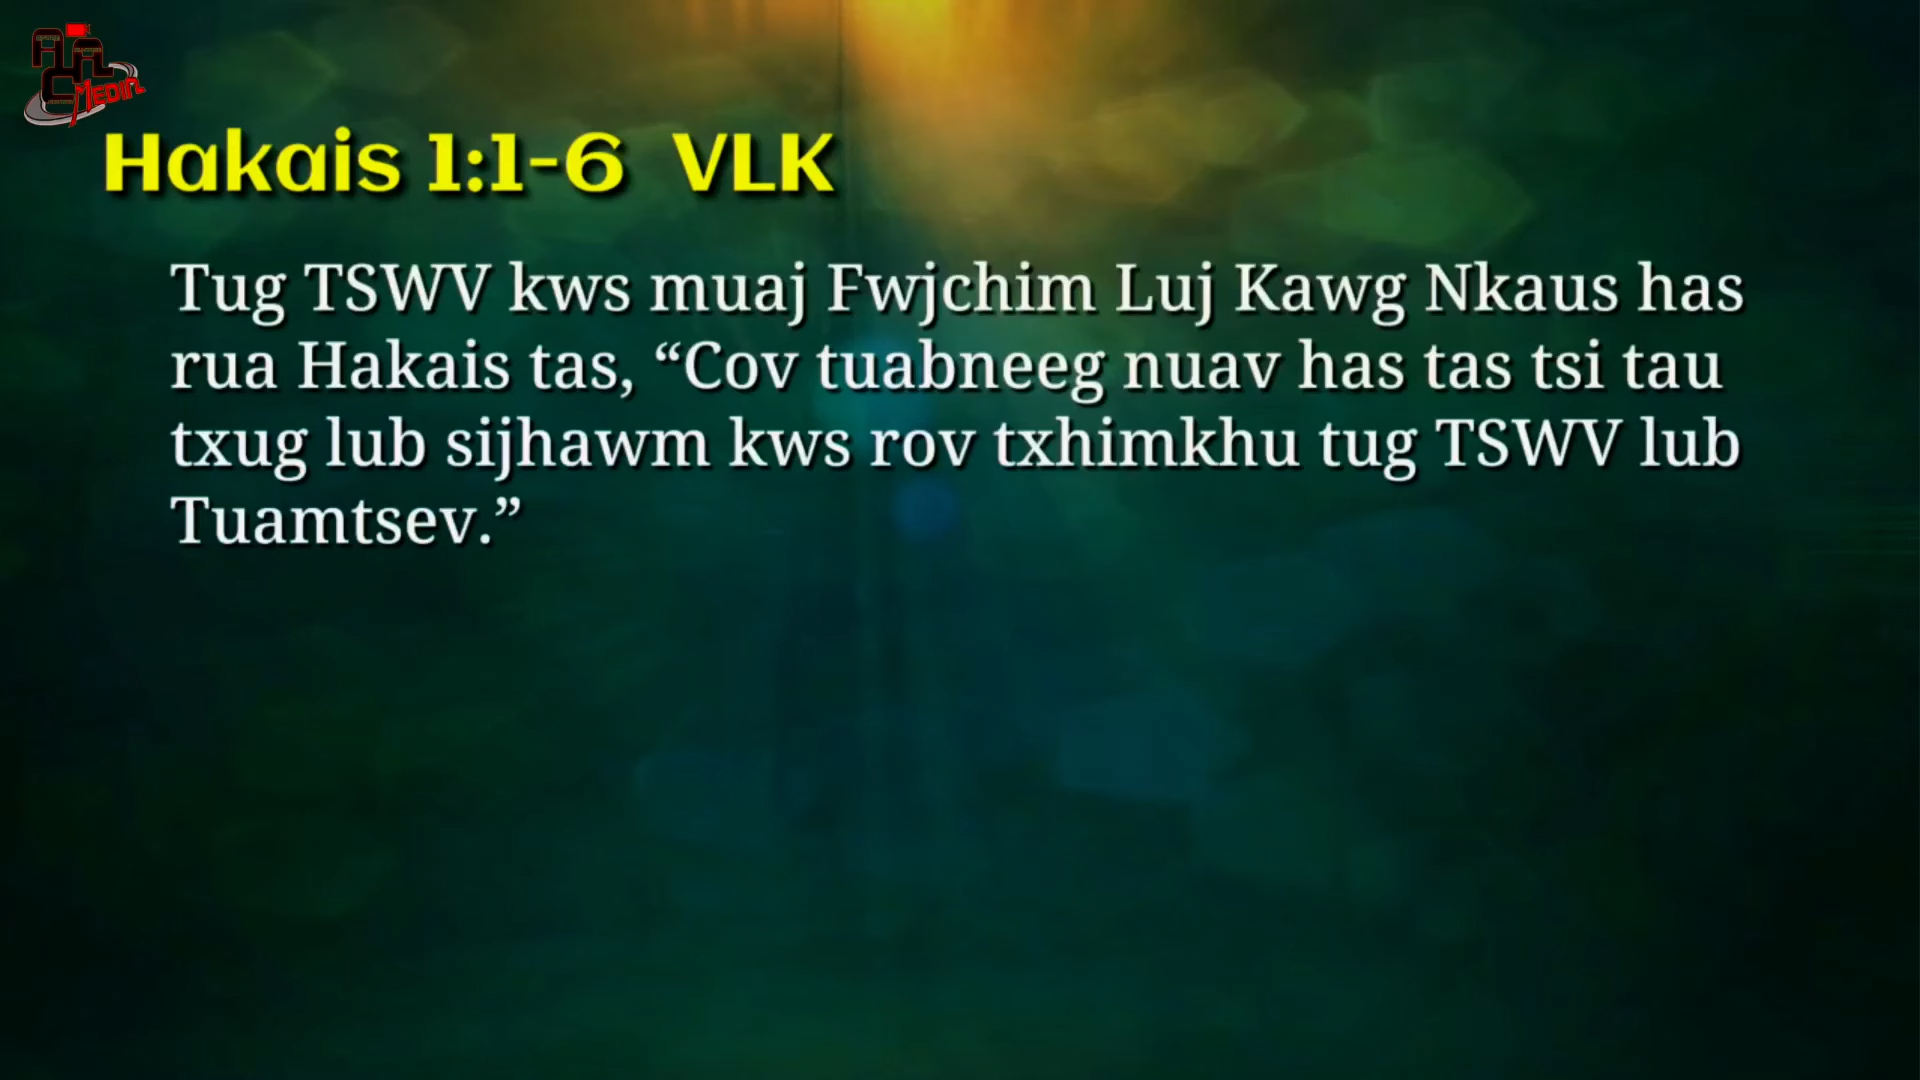 MEDIA
Hakais 1:1-6 VLK
Tug TSWV kws muaj Fwjchim Luj Kawg Nkaus has
rua Hakais tas, “Cov tuabneeg nuav has tas tsi tau
txug lub sijhawm kws rov txhimkhu tug TSWV lub
Tuamtsev.”